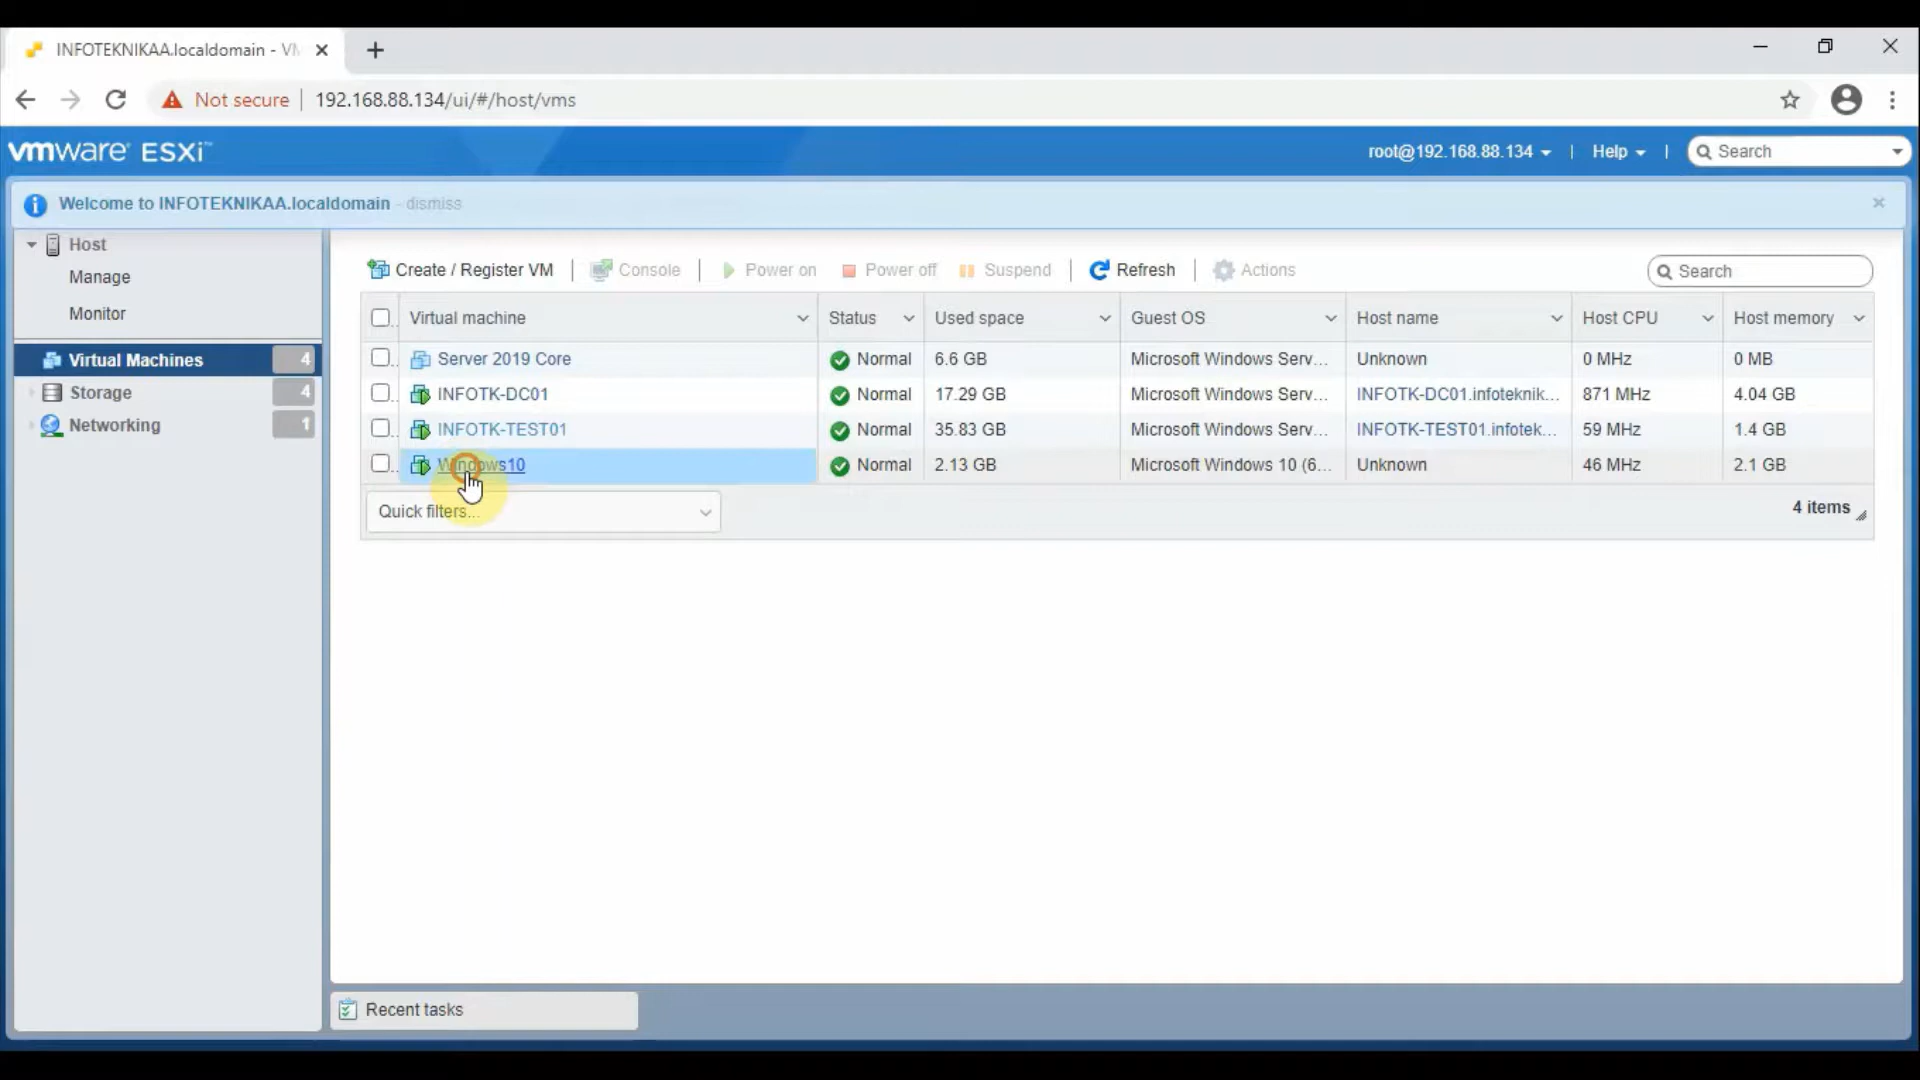 INFOTEKNIKAA.localdomain - VM
Not secure 192.168.88.134/ui/#/host/vms
vmware ESXi™ root@192.168.88.134 | Help | Search
Welcome to INFOTEKNIKAA.localdomain - dismiss
Host
Manage
Monitor
Virtual Machines 4
Storage 4
Networking 1
Create / Register VM | Console | Power on Power off Suspend | Refresh | Actions Search
Virtual machine Status Used space Guest OS Host name Host CPU Host memory
Server 2019 Core Normal 6.6 GB Microsoft Windows Serv... Unknown 0 MHz 0 MB
INFOTK-DC01 Normal 17.29 GB Microsoft Windows Serv... INFOTK-DC01.infoteknik... 871 MHz 4.04 GB
INFOTK-TEST01 Normal 35.83 GB Microsoft Windows Serv... INFOTK-TEST01.infotek... 59 MHz 1.4 GB
Windows10 Normal 2.13 GB Microsoft Windows 10 (6... Unknown 46 MHz 2.1 GB
Quick filters... 4 items
Recent tasks